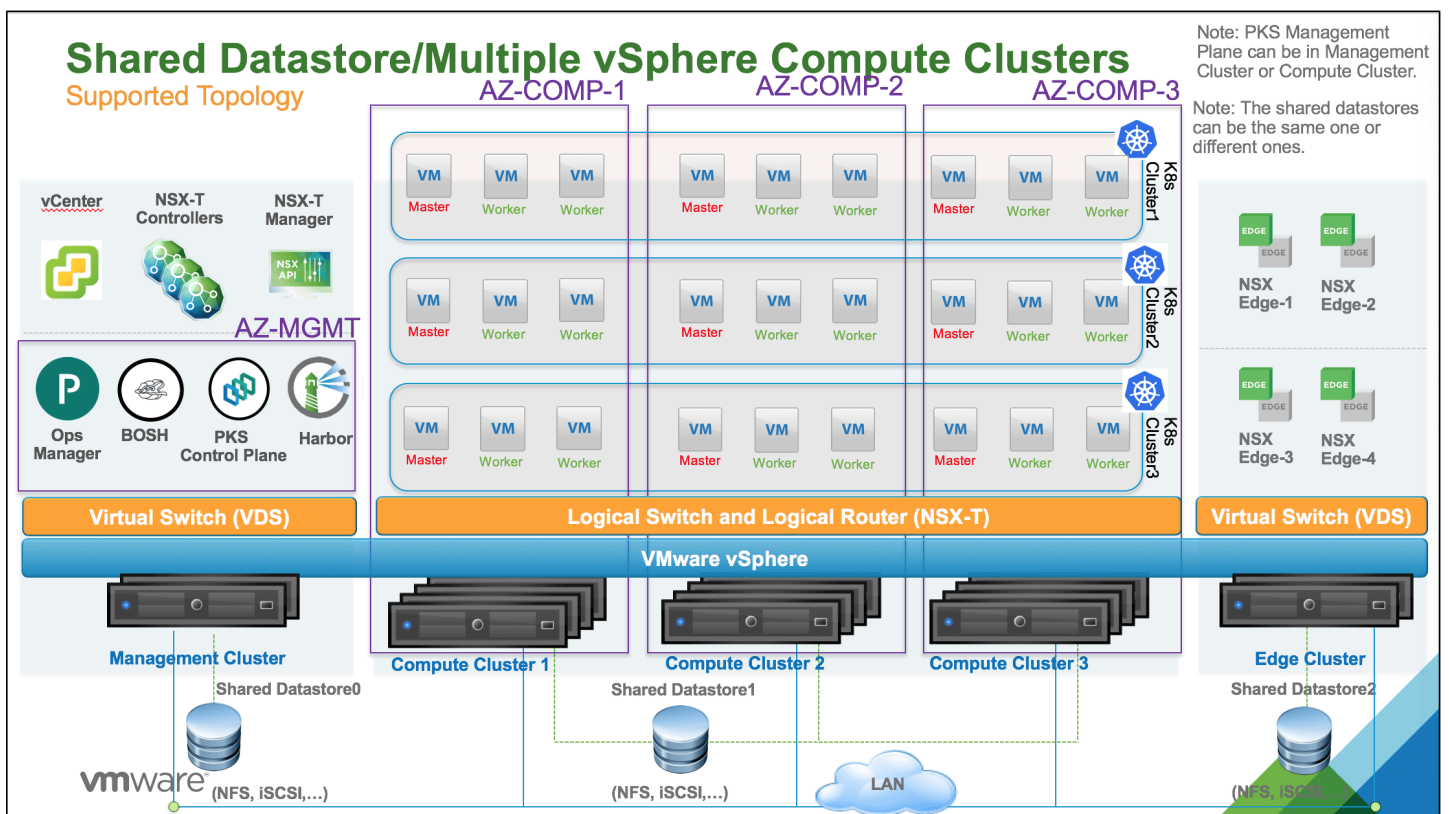 Shared Datastore/Multiple vSphere Compute Clusters
Supported Topology
Note: PKS Management
Plane can be in Management
Cluster or Compute Cluster.
Note: The shared datastores
can be the same one or
different ones.
AZ-COMP-1
AZ-COMP-2
AZ-COMP-3
vCenter
NSX-T
Controllers
NSX-T
Manager
NSX
API
AZ-MGMT
P
Ops
Manager
BOSH
PKS
Control Plane
Harbor
VM VM VM VM VM VM VM VM VM
Master Worker Worker Master Worker Worker Master Worker Worker
K8s
Cluster1
VM VM VM VM VM VM VM VM VM
Master Worker Worker Master Worker Worker Master Worker Worker
K8s
Cluster2
VM VM VM VM VM VM VM VM VM
Master Worker Worker Master Worker Worker Master Worker Worker
K8s
Cluster3
EDGE
EDGE
NSX
Edge-1
EDGE
EDGE
NSX
Edge-2
EDGE
EDGE
NSX
Edge-3
EDGE
EDGE
NSX
Edge-4
Virtual Switch (VDS)
Logical Switch and Logical Router (NSX-T)
Virtual Switch (VDS)
VMware vSphere
Management Cluster
Compute Cluster 1
Compute Cluster 2
Compute Cluster 3
Edge Cluster
Shared Datastore0
Shared Datastore1
Shared Datastore2
vmware®
(NFS, iSCSI,...)
(NFS, iSCSI,...)
LAN
(NFS, iSCSI,...)